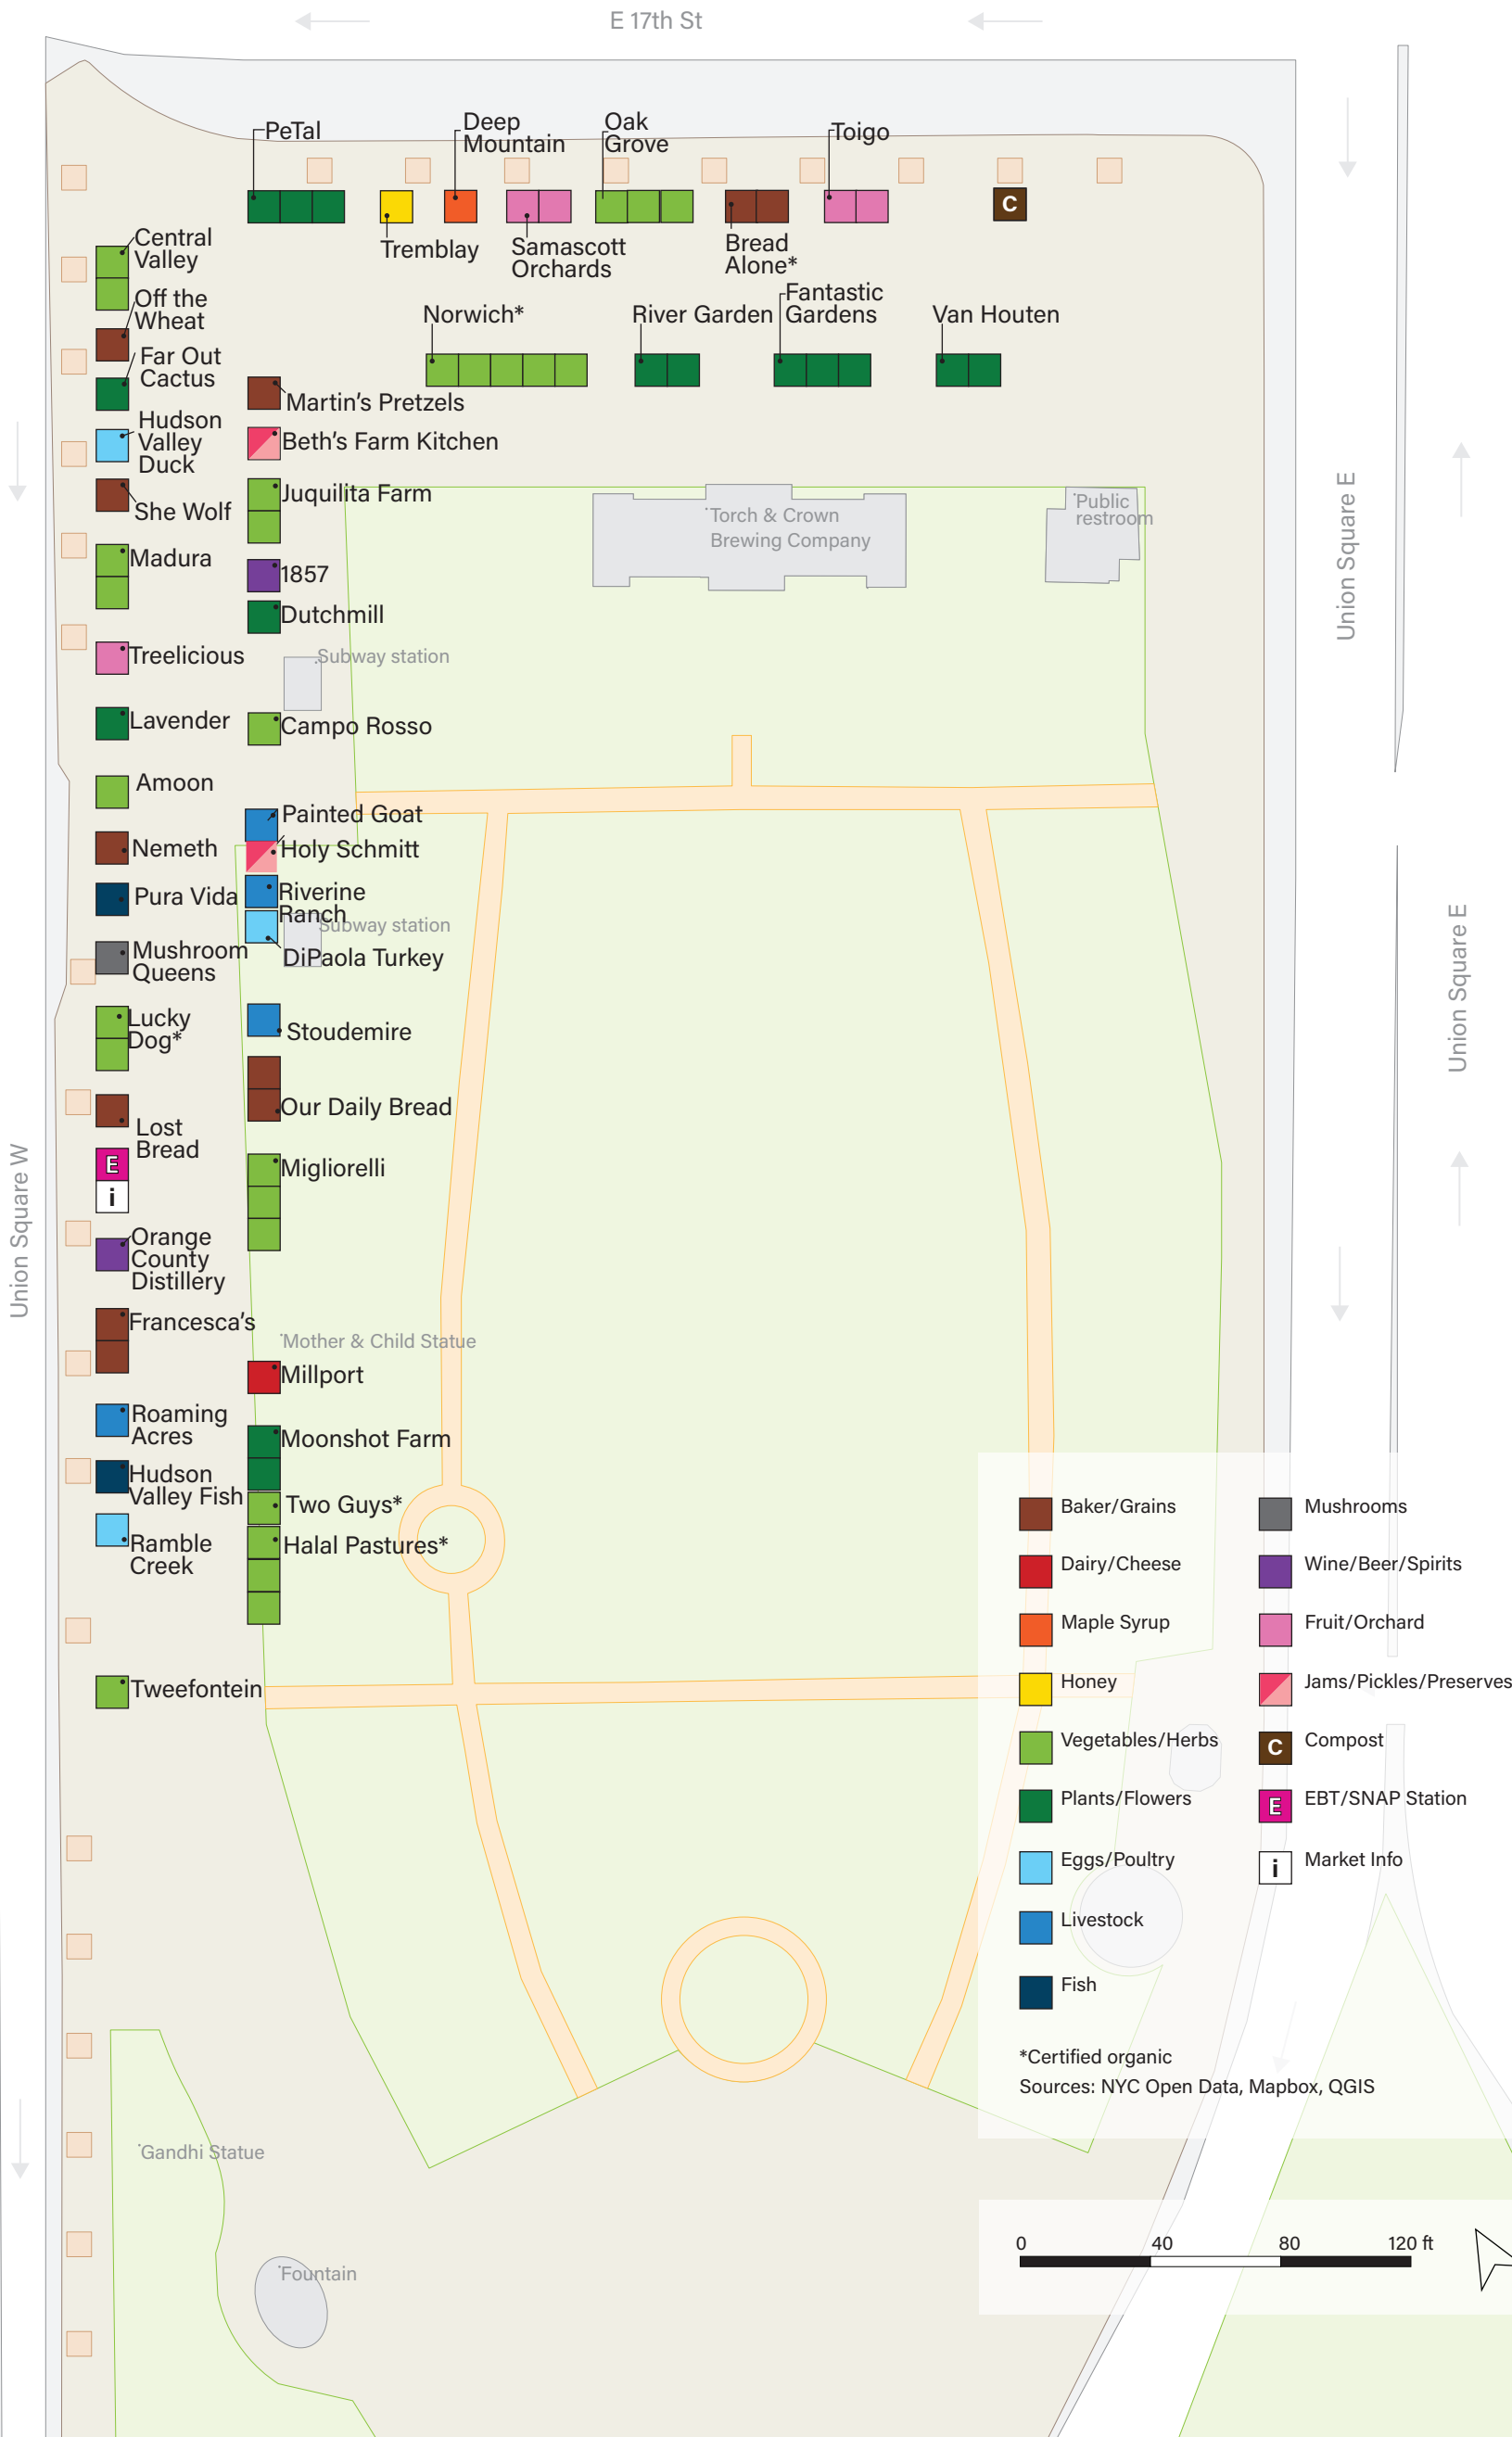 E 17th St
PeTal
Deep
Mountain
Oak
Grove
Toigo
C
Tremblay
Samascott
Orchards
Bread
Alone*
Central
Valley
Off the
Wheat
Far Out
Cactus
Hudson
Valley
Duck
She Wolf
Madura
Treelicious
Lavender
Amoon
Nemeth
Pura Vida
Mushroom
Queens
Lucky
Dog*
Lost
Bread
E
i
Orange
County
Distillery
Francesca's
Roaming
Acres
Hudson
Valley Fish
Ramble
Creek
Tweefontein
Norwich*
River Garden
Fantastic
Gardens
Van Houten
Martin's Pretzels
Beth's Farm Kitchen
Juquilita Farm
1857
Dutchmill
Subway station
Campo Rosso
Painted Goat
Holy Schmitt
Riverine
Ranch
Subway station
DiPaola Turkey
Stoudemire
Our Daily Bread
Migliorelli
Mother & Child Statue
Millport
Moonshot Farm
Two Guys*
Halal Pastures*
Torch & Crown
Brewing Company
Public
restroom
Union Square E
Union Square E
Union Square W
Gandhi Statue
Fountain
Baker/Grains
Dairy/Cheese
Maple Syrup
Honey
Vegetables/Herbs
Plants/Flowers
Eggs/Poultry
Livestock
Fish
Mushrooms
Wine/Beer/Spirits
Fruit/Orchard
Jams/Pickles/Preserves
C Compost
E EBT/SNAP Station
i Market Info
*Certified organic
Sources: NYC Open Data, Mapbox, QGIS
0 40 80 120 ft